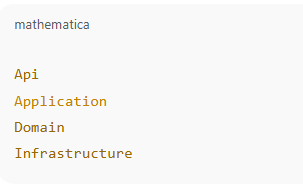 mathematica
Api
Application
Domain
Infrastructure